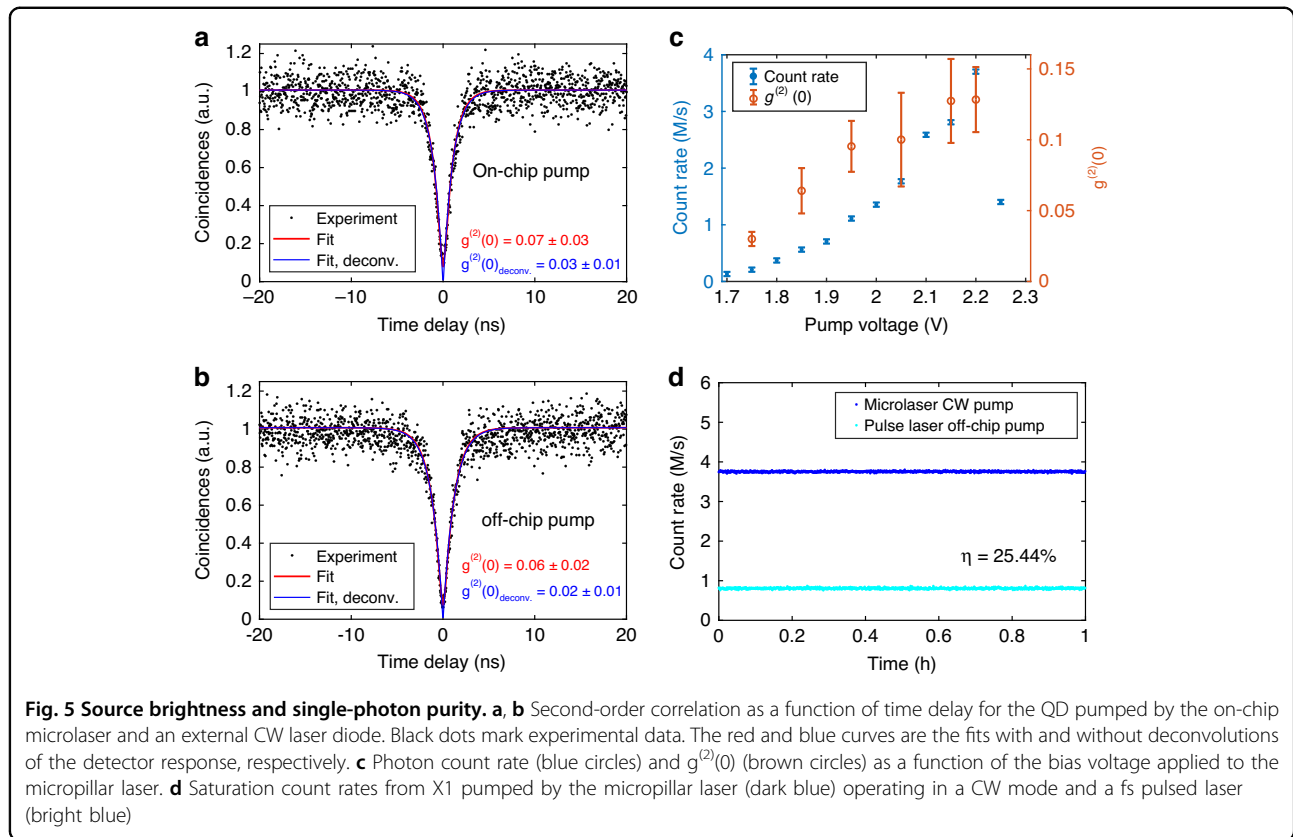 a
1.2
1
0.8
0.6
0.4
0.2
0
Coincidences (a.u.)
On-chip pump
Experiment
Fit
Fit, deconv.
g(2)(0) = 0.07 ± 0.03
g(2)(0)deconv. = 0.03 ± 0.01
−20 −10 0 10 20
Time delay (ns)
c
4
3
2
1
0
Count rate (M/s)
Count rate
g(2) (0)
0.15
0.1
0.05
0
g(2)(0)
1.7 1.8 1.9 2 2.1 2.2 2.3
Pump voltage (V)
b
1.2
1
0.8
0.6
0.4
0.2
0
Coincidences (a.u.)
off-chip pump
Experiment
Fit
Fit, deconv.
g(2)(0) = 0.06 ± 0.02
g(2)(0)deconv. = 0.02 ± 0.01
-20 -10 0 10 20
Time delay (ns)
d
6
5
4
3
2
1
0
Count rate (M/s)
Microlaser CW pump
Pulse laser off-chip pump
η = 25.44%
0 0.2 0.4 0.6 0.8 1
Time (h)
Fig. 5 Source brightness and single-photon purity. a, b Second-order correlation as a function of time delay for the QD pumped by the on-chip
microlaser and an external CW laser diode. Black dots mark experimental data. The red and blue curves are the fits with and without deconvolutions
of the detector response, respectively. c Photon count rate (blue circles) and g(2)(0) (brown circles) as a function of the bias voltage applied to the
micropillar laser. d Saturation count rates from X1 pumped by the micropillar laser (dark blue) operating in a CW mode and a fs pulsed laser
(bright blue)